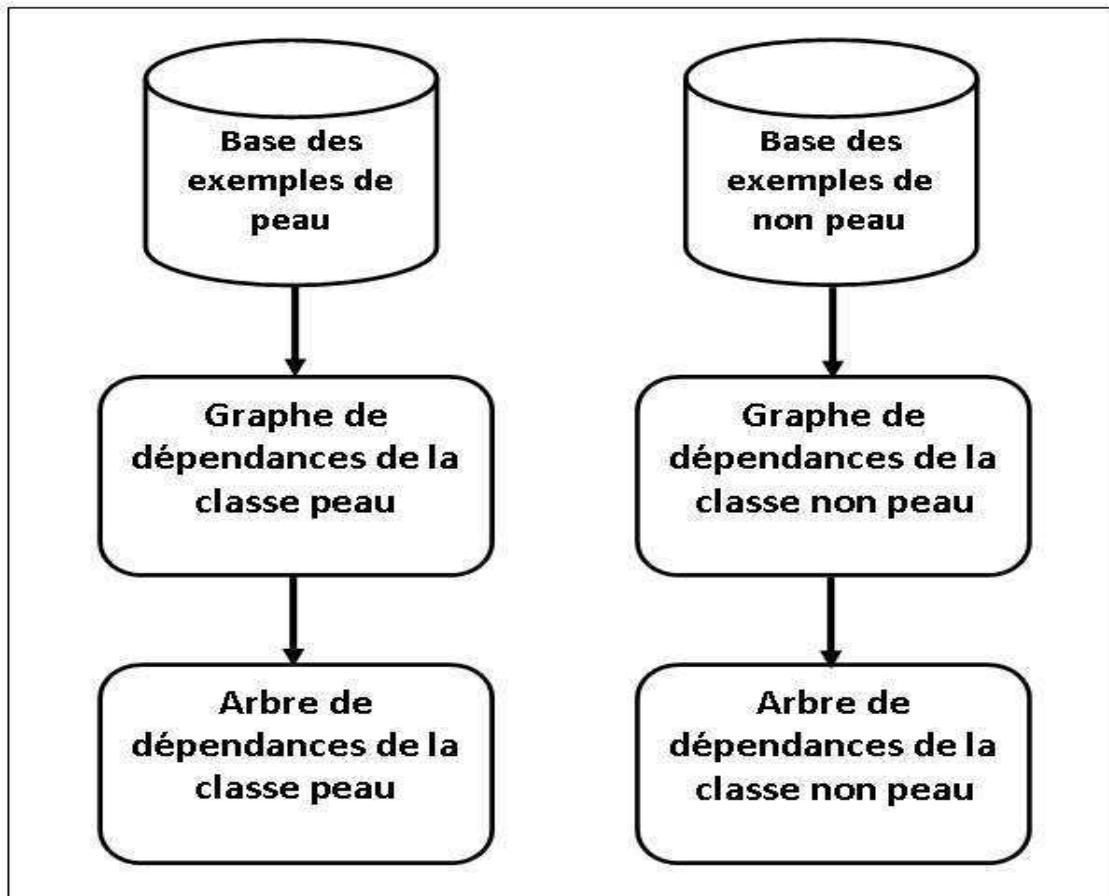 Base des
exemples de
peau
Base des
exemples de
non peau
Graphe de
dépendances de la
classe peau
Graphe de
dépendances de la
classe non peau
Arbre de
dépendances de la
classe peau
Arbre de
dépendances de la
classe non peau